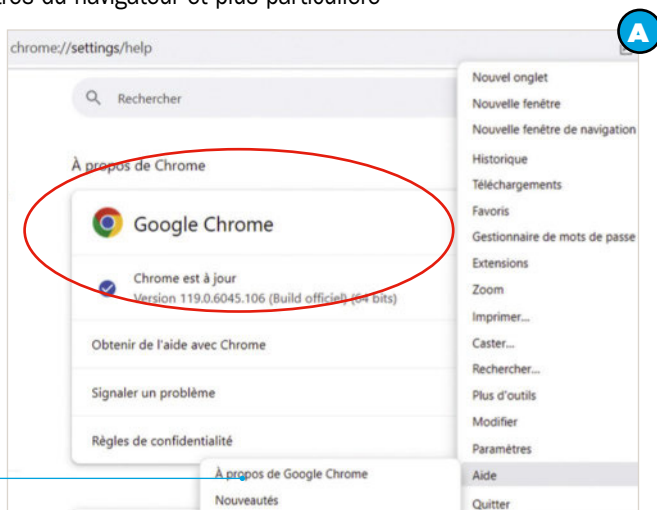 tres du navigateur et plus particulière
A
chrome://settings/help
Rechercher
À propos de Chrome
Google Chrome
Chrome est à jour
Version 119.0.6045.106 (Build officiel) (64 bits)
Obtenir de l'aide avec Chrome
Signaler un problème
Règles de confidentialité
À propos de Google Chrome
Nouveautés
Nouvel onglet
Nouvelle fenêtre
Nouvelle fenêtre de navigation
Historique
Téléchargements
Favoris
Gestionnaire de mots de passe
Extensions
Zoom
Imprimer...
Caster...
Rechercher...
Plus d'outils
Modifier
Paramètres
Aide
Quitter